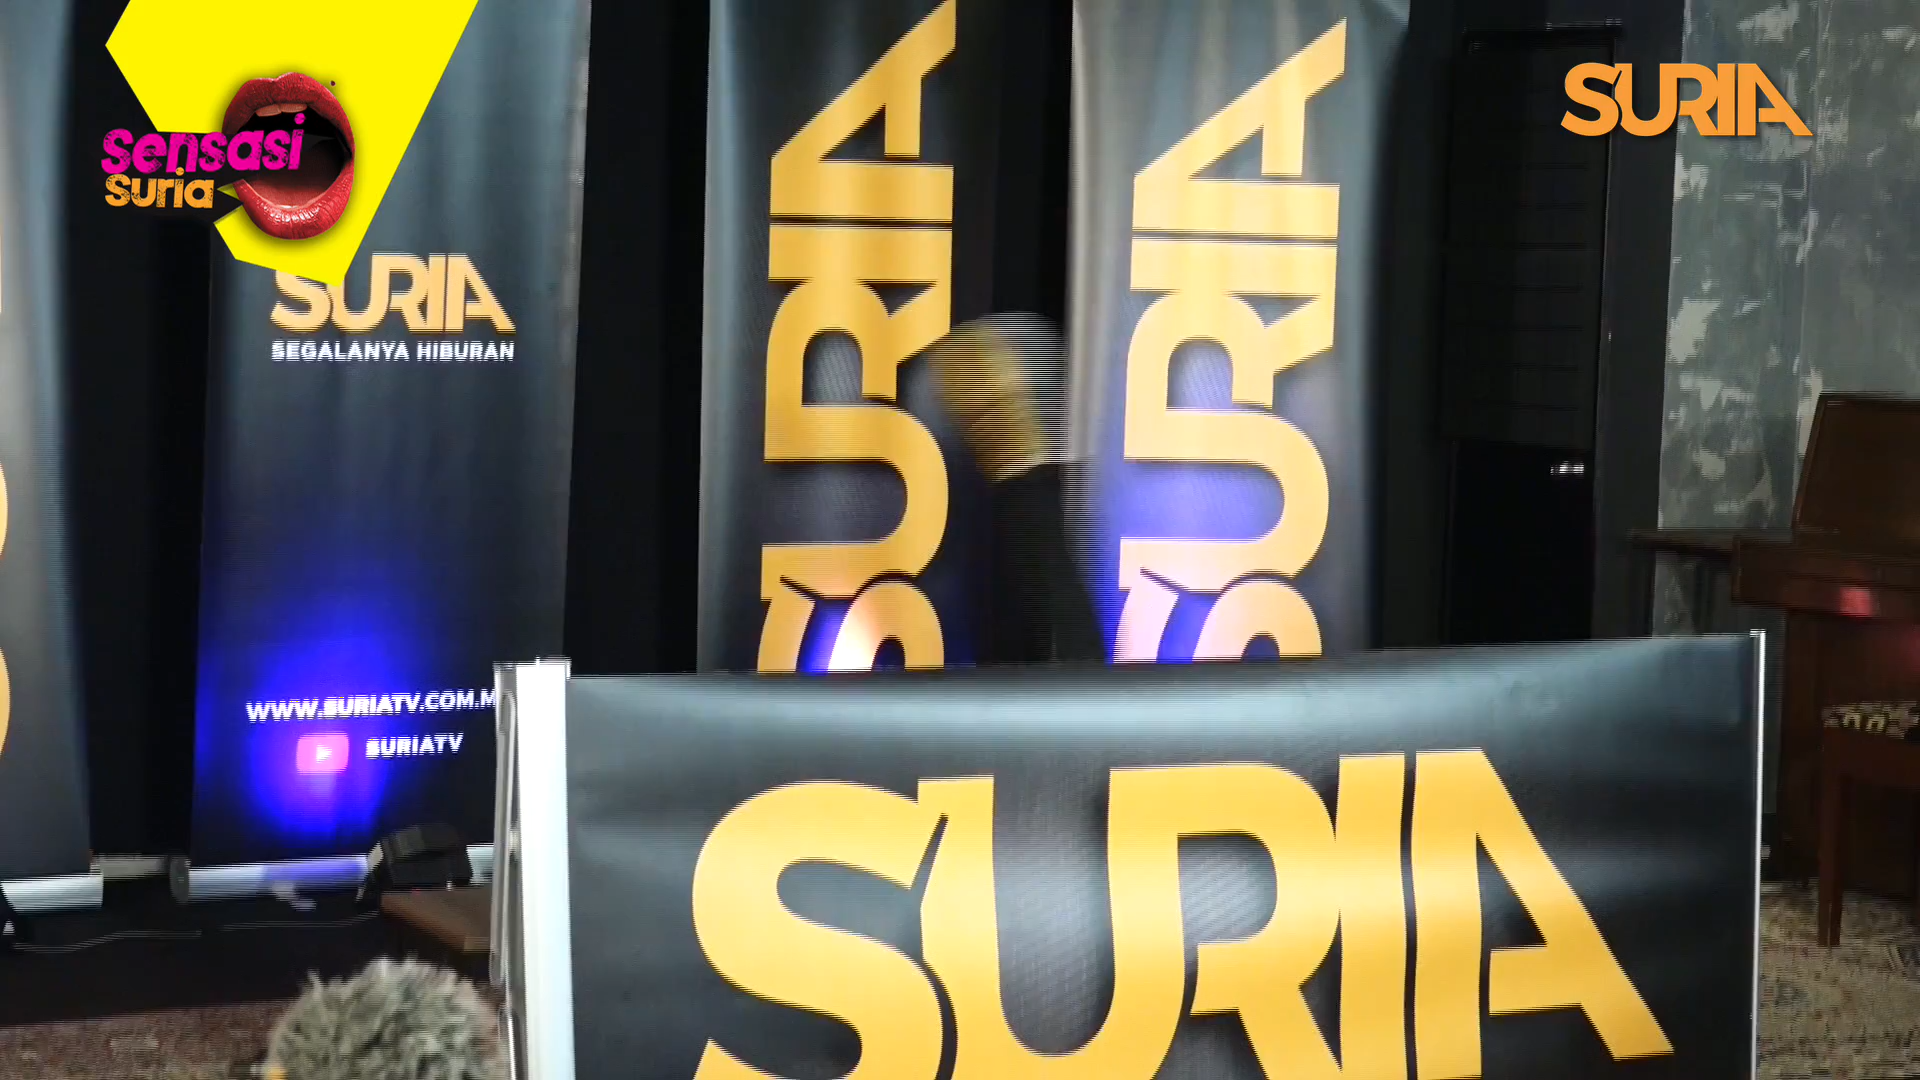 Sensasi
Suria
SURIA
SURIA
SEGALANYA HIBURAN
SURIA
SURIA
WWW.SURIATV.COM.M
SURIATV
SURIA